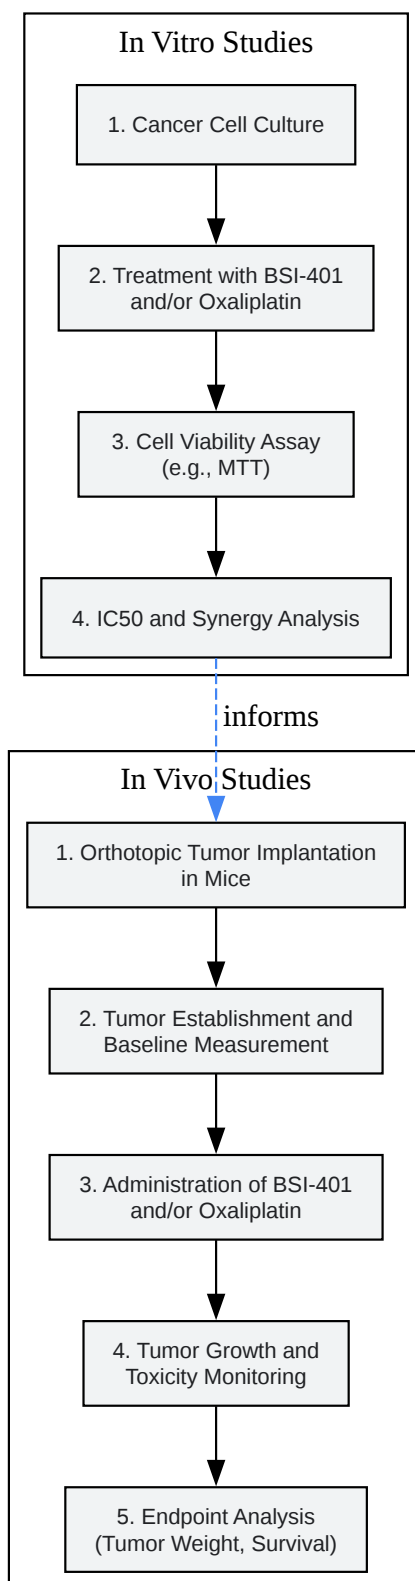 In Vitro Studies
1. Cancer Cell Culture
2. Treatment with BSI-401
and/or Oxaliplatin
3. Cell Viability Assay
(e.g., MTT)
4. IC50 and Synergy Analysis
informs
In Vivo Studies
1. Orthotopic Tumor Implantation
in Mice
2. Tumor Establishment and
Baseline Measurement
3. Administration of BSI-401
and/or Oxaliplatin
4. Tumor Growth and
Toxicity Monitoring
5. Endpoint Analysis
(Tumor Weight, Survival)